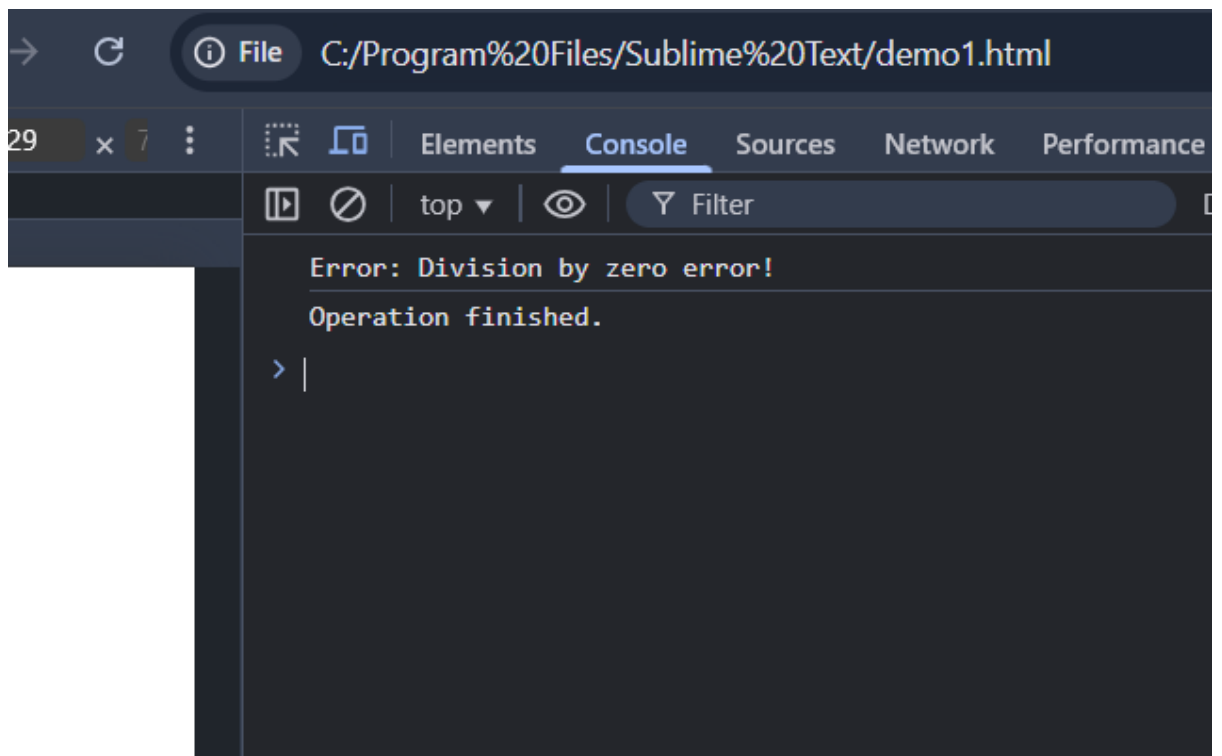 File C:/Program%20Files/Sublime%20Text/demo1.html
29 × 7 Elements Console Sources Network Performance
top Filter
Error: Division by zero error!
Operation finished.